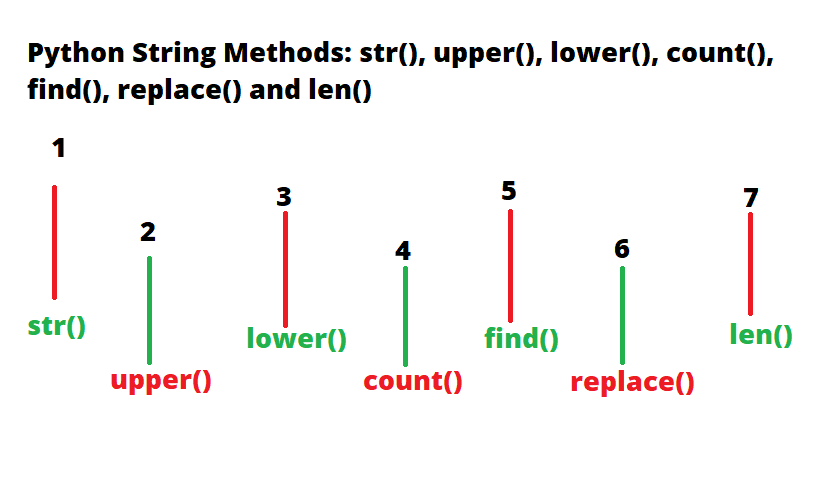 Python String Methods: str(), upper(), lower(), count(),
find(), replace() and len()
1
2
3
4
5
6
7
str()
upper()
lower()
count()
find()
replace()
len()